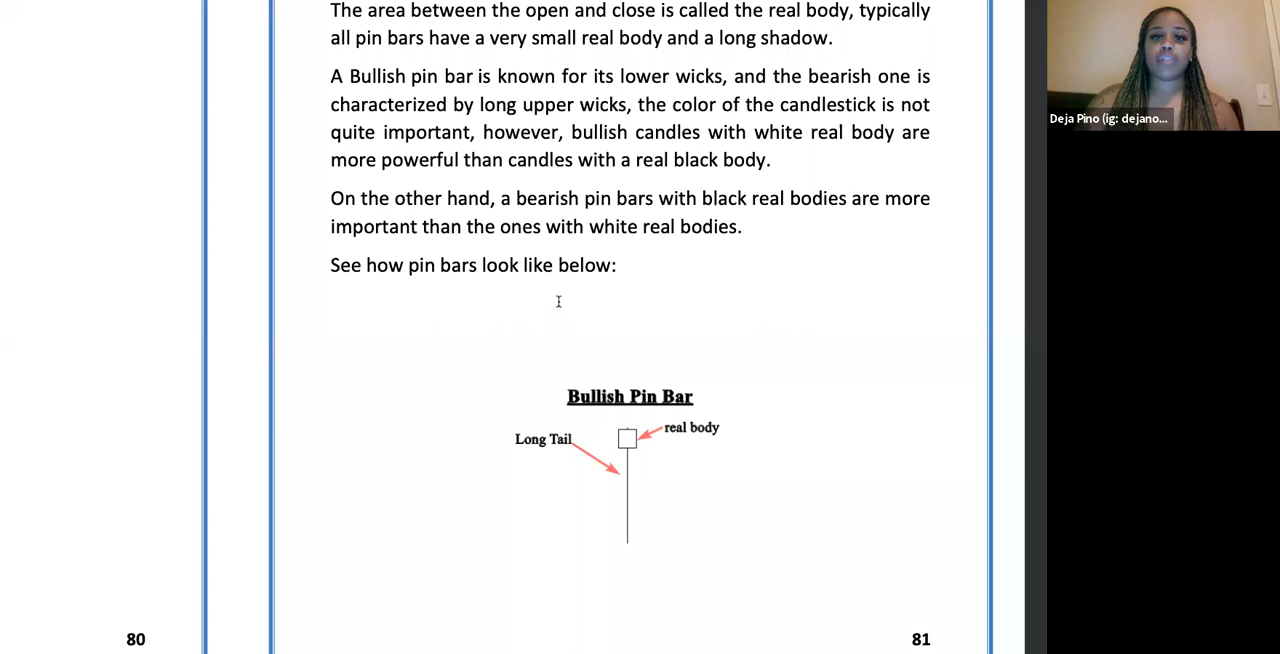 The area between the open and close is called the real body, typically
all pin bars have a very small real body and a long shadow.
A Bullish pin bar is known for its lower wicks, and the bearish one is
characterized by long upper wicks, the color of the candlestick is not
quite important, however, bullish candles with white real body are
more powerful than candles with a real black body.
On the other hand, a bearish pin bars with black real bodies are more
important than the ones with white real bodies.
See how pin bars look like below:
Bullish Pin Bar
real body
Long Tail
80
81
Deja Pino (ig: dejano...